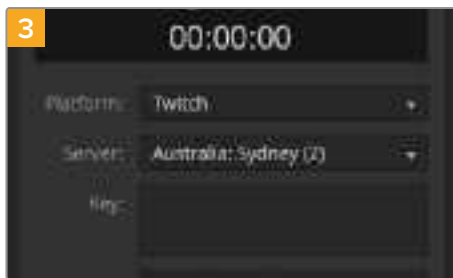 3
00:00:00
Platform: Twitch
Server: Australia: Sydney (2)
Key: